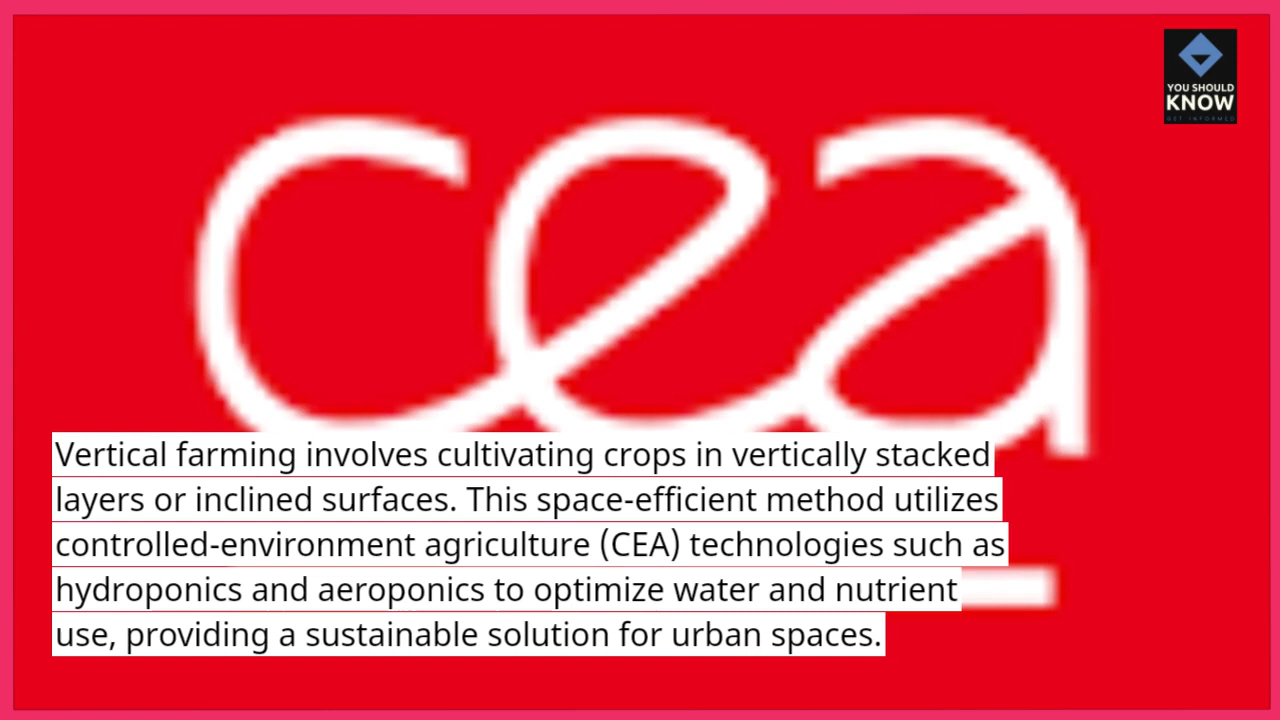 YOU SHOULD
KNOW
GET INFORMED
cea
Vertical farming involves cultivating crops in vertically stacked
layers or inclined surfaces. This space-efficient method utilizes
controlled-environment agriculture (CEA) technologies such as
hydroponics and aeroponics to optimize water and nutrient
use, providing a sustainable solution for urban spaces.